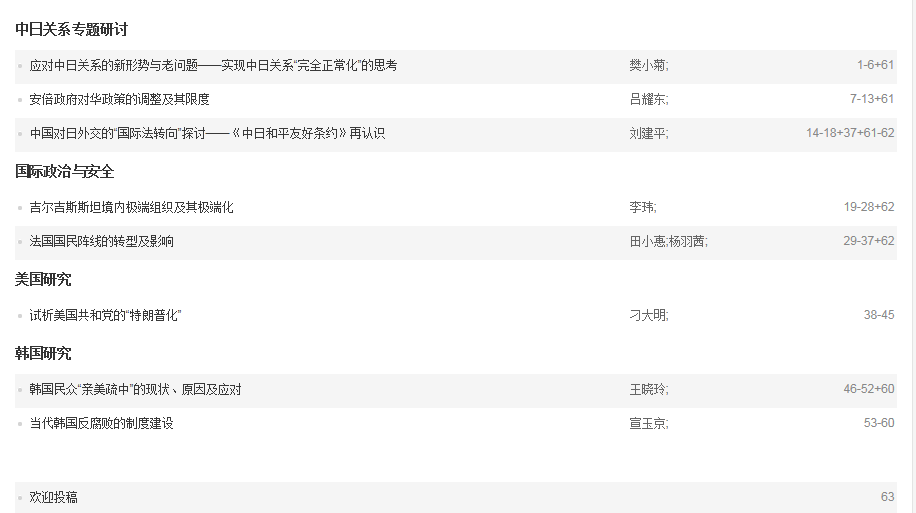 中日关系专题研讨
应对中日关系的新形势与老问题——实现中日关系“完全正常化”的思考 樊小菊; 1-6+61
安倍政府对华政策的调整及其限度 吕耀东; 7-13+61
中国对日外交的“国际法转向”探讨——《中日和平友好条约》再认识 刘建平; 14-18+37+61-62
国际政治与安全
吉尔吉斯斯坦境内极端组织及其极端化 李玮; 19-28+62
法国国民阵线的转型及影响 田小惠;杨羽茜; 29-37+62
美国研究
试析美国共和党的“特朗普化” 刁大明; 38-45
韩国研究
韩国民众“亲美疏中”的现状、原因及应对 王晓玲; 46-52+60
当代韩国反腐败的制度建设 宣玉京; 53-60
欢迎投稿 63